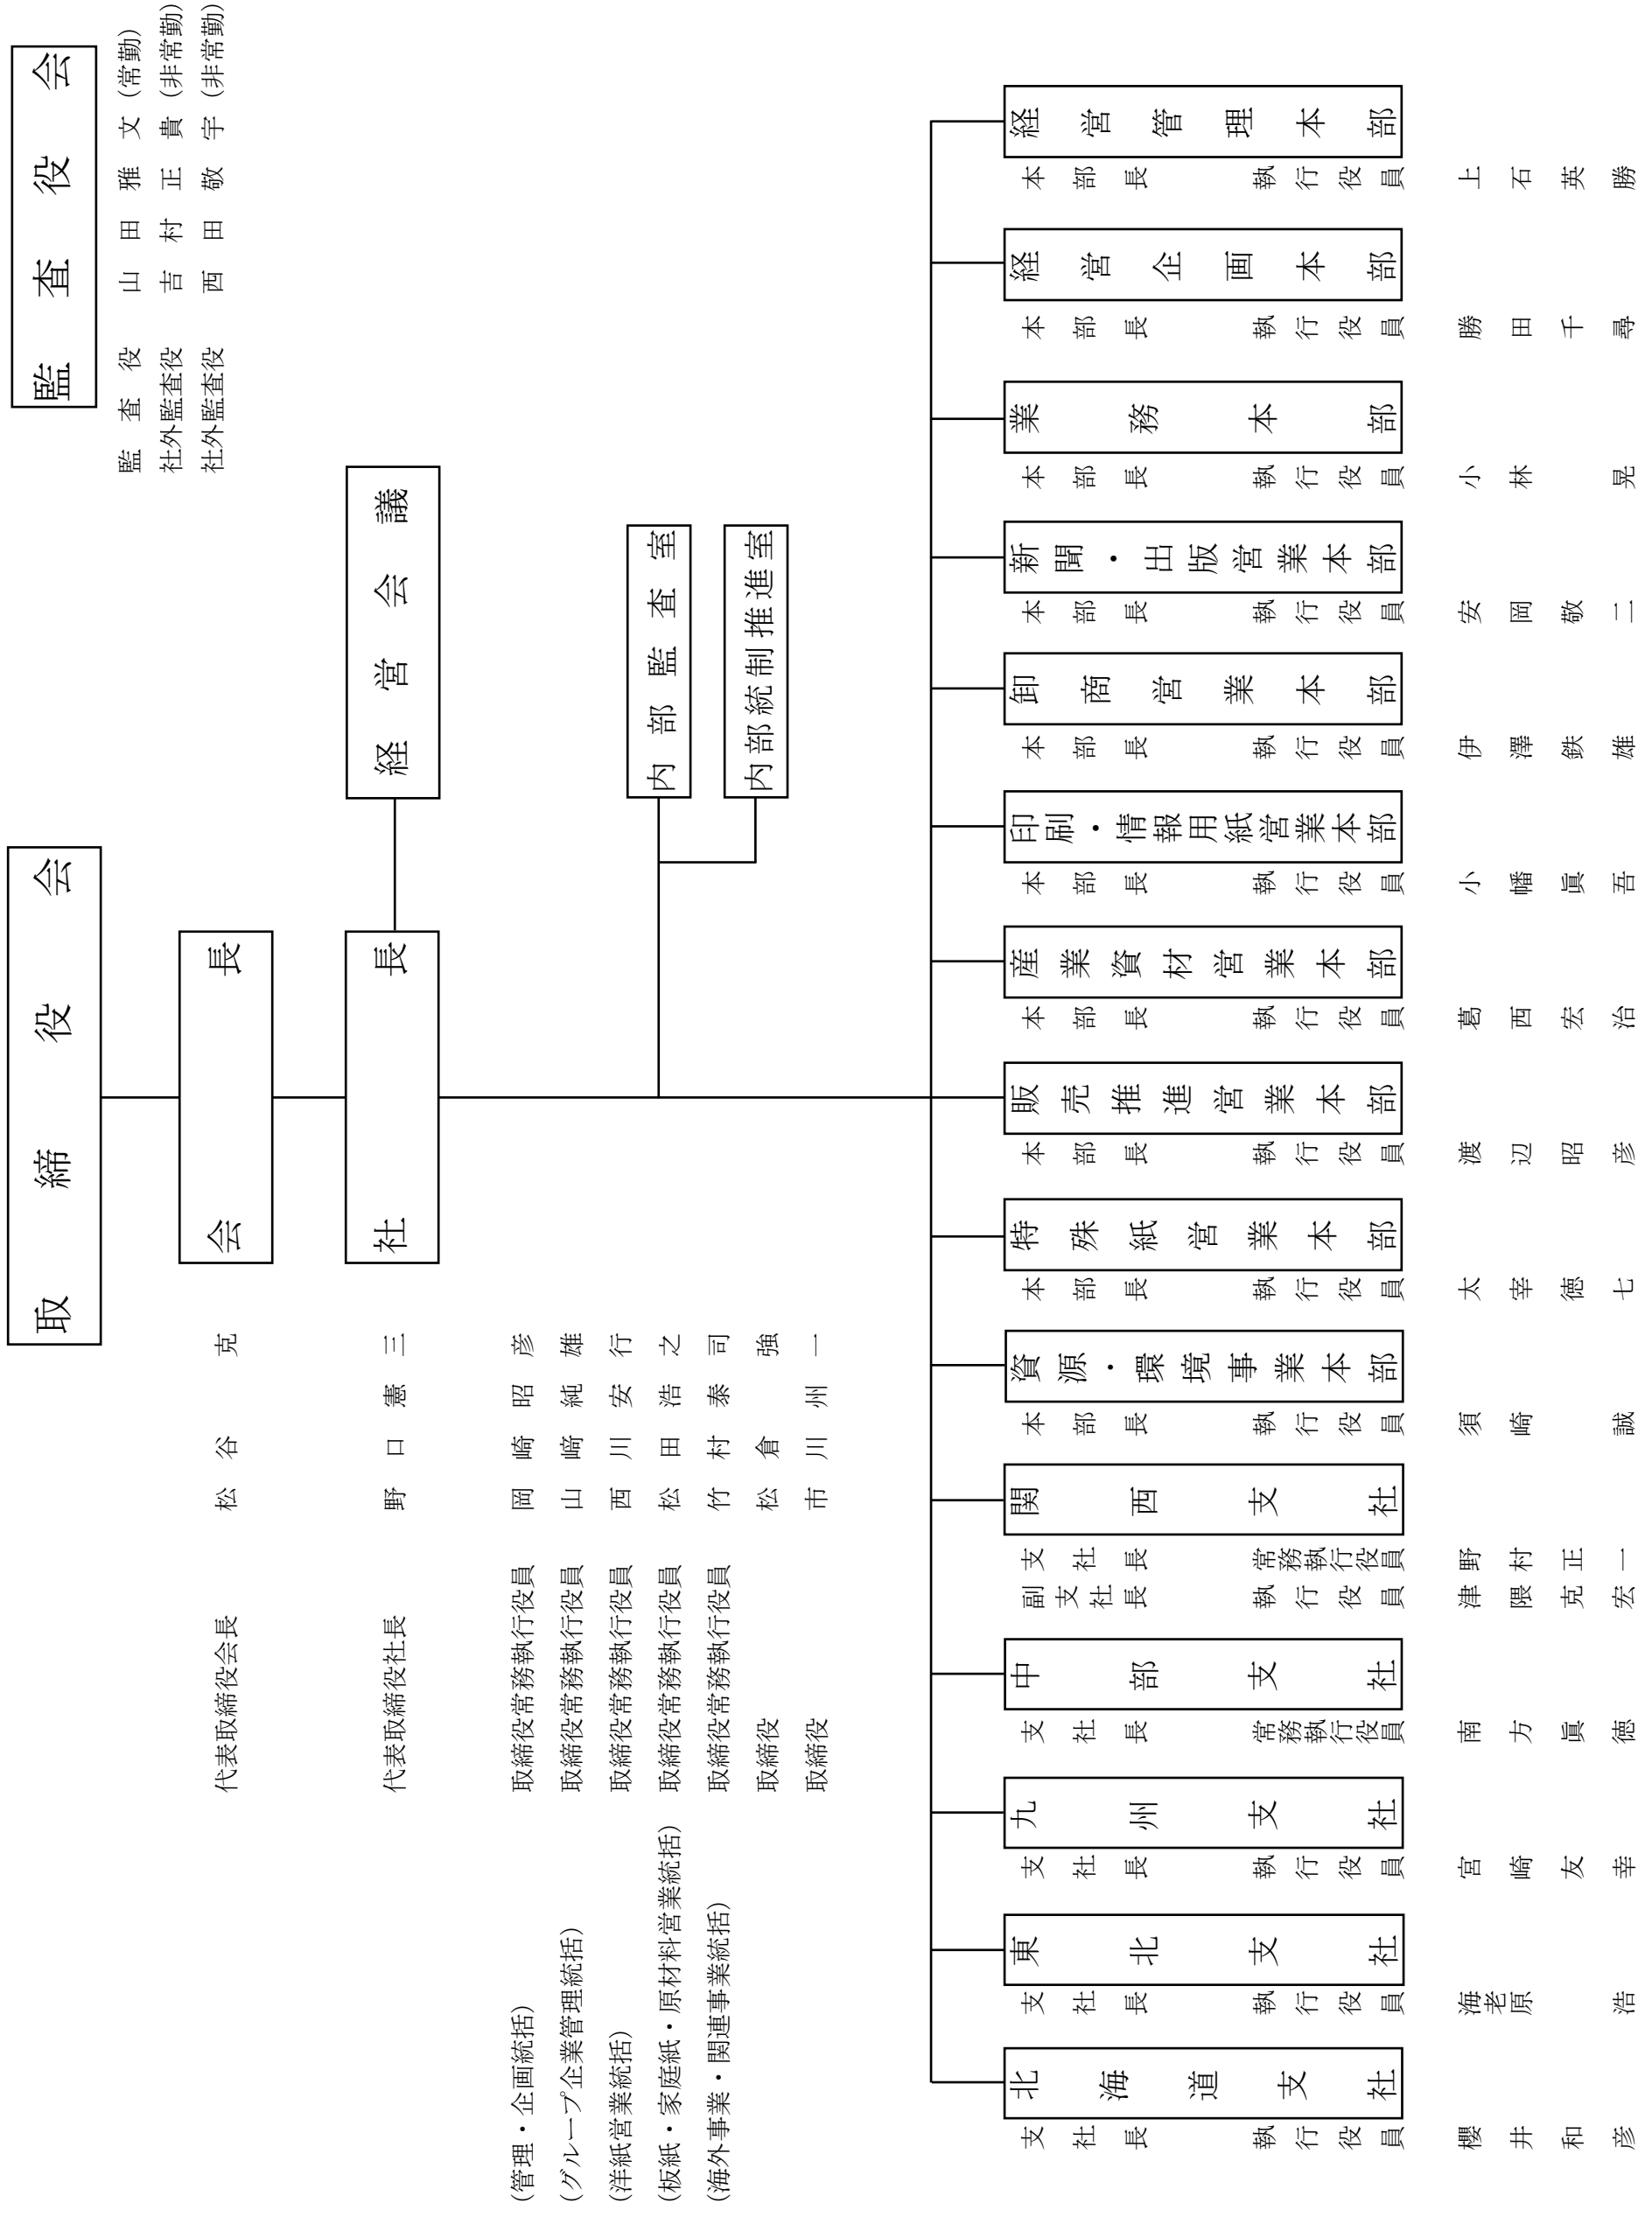 取締役会
監査役会
監査役 山田雅文 (常勤)
社外監査役 吉村正貴 (非常勤)
社外監査役 西田敬宇 (非常勤)
会長
代表取締役会長 松谷克
社長
代表取締役社長 野口憲三
経営会議
(管理・企画統括) 取締役常務執行役員 岡崎昭彦
(グループ企業管理統括) 取締役常務執行役員 山﨑純雄
(洋紙営業統括) 取締役常務執行役員 西川安行
(板紙・家庭紙・原材料営業統括) 取締役常務執行役員 松田浩之
(海外事業・関連事業統括) 取締役常務執行役員 竹村泰司
取締役 松倉強
取締役 市川州一
内部監査室
内部統制推進室
北海道支社
支社長 執行役員 櫻井和彦
東北支社
支社長 執行役員 海老原浩
九州支社
支社長 執行役員 宮崎友幸
中部支社
支社長 常務執行役員 南方眞徳
関西支社
支社長 常務執行役員 野村正一
副支社長 執行役員 津隈克宏
資源・環境事業本部
本部長 執行役員 須崎誠
特殊紙営業本部
本部長 執行役員 太宰徳七
販売推進営業本部
本部長 執行役員 渡辺昭彦
産業資材営業本部
本部長 執行役員 葛西宏治
印刷・情報用紙営業本部
本部長 執行役員 小幡眞吾
卸商営業本部
本部長 執行役員 伊澤鉄雄
新聞・出版営業本部
本部長 執行役員 安岡敬二
業務本部
本部長 執行役員 小林晃
経営企画本部
本部長 執行役員 勝田千尋
経営管理本部
本部長 執行役員 上石英勝